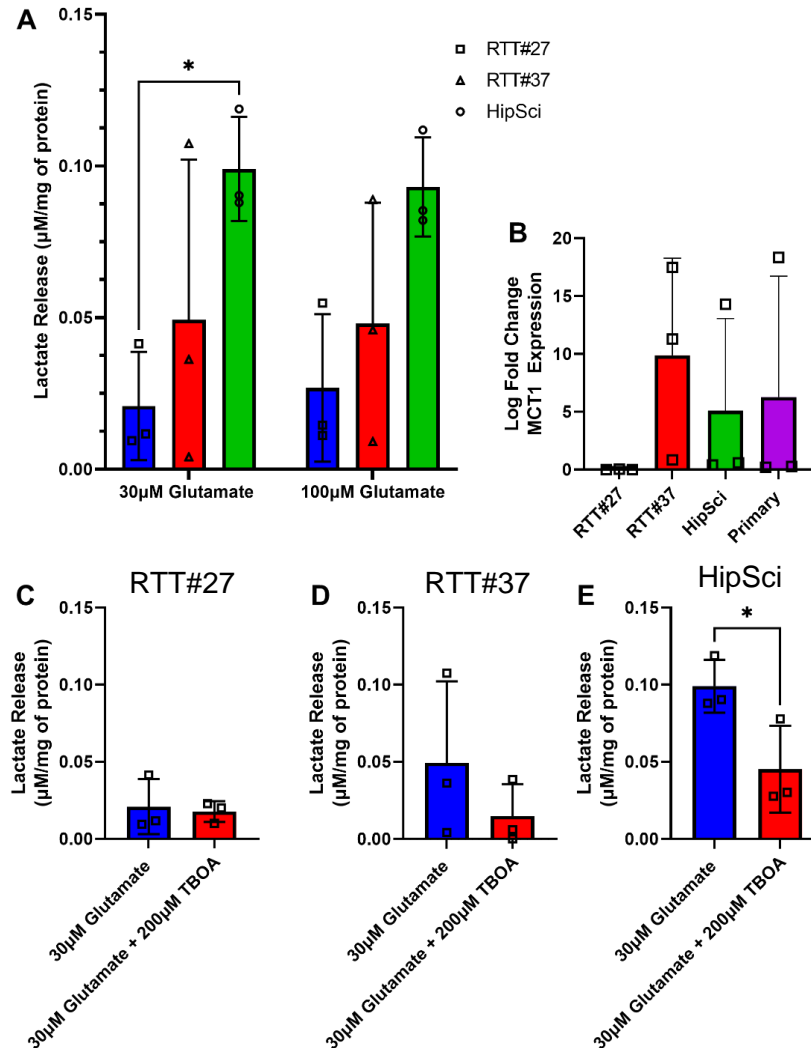 A
RTT#27
RTT#37
HipSci
*
Lactate Release (µM/mg of protein)
0.15
0.10
0.05
0.00
30µM Glutamate
100µM Glutamate
B
Log Fold Change
MCT1 Expression
20
15
10
5
0
RTT#27
RTT#37
HipSci
Primary
C
RTT#27
Lactate Release
(µM/mg of protein)
0.15
0.10
0.05
0.00
30µM Glutamate
30µM Glutamate + 200µM TBOA
D
RTT#37
Lactate Release
(µM/mg of protein)
0.15
0.10
0.05
0.00
30µM Glutamate
30µM Glutamate + 200µM TBOA
E
HipSci
*
Lactate Release
(µM/mg of protein)
0.15
0.10
0.05
0.00
30µM Glutamate
30µM Glutamate + 200µM TBOA